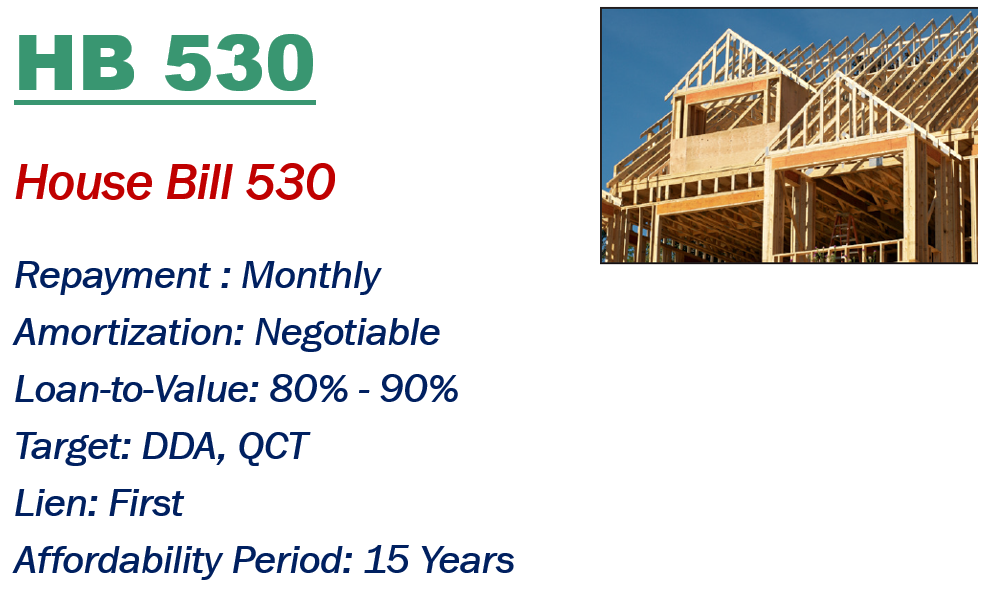 HB 530
House Bill 530
Repayment : Monthly
Amortization: Negotiable
Loan-to-Value: 80% - 90%
Target: DDA, QCT
Lien: First
Affordability Period: 15 Years